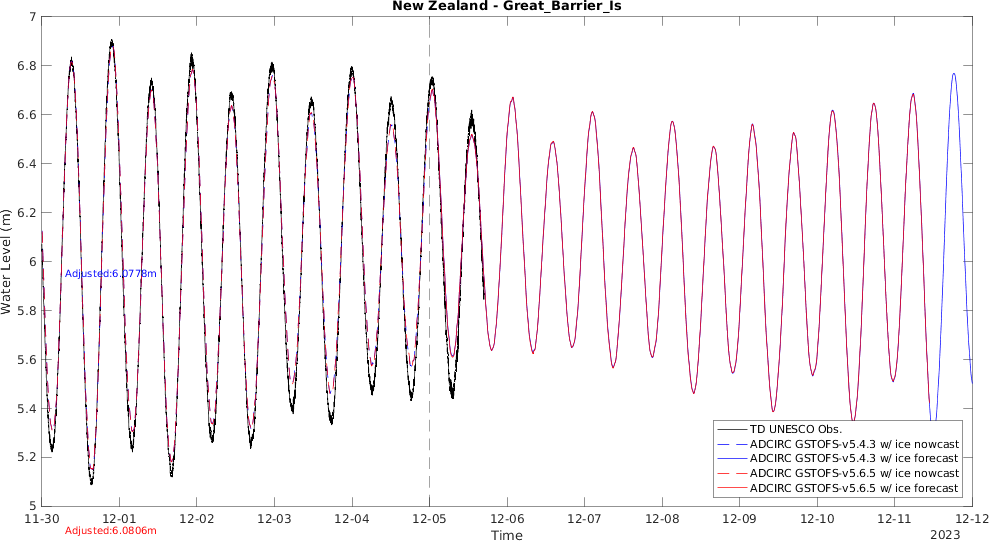 New Zealand - Great_Barrier_Is
7
6.8
6.6
6.4
6.2
6
5.8
5.6
5.4
5.2
5
Water Level (m)
Adjusted:6.0778m
TD UNESCO Obs.
ADCIRC GSTOFS-v5.4.3 w/ ice nowcast
ADCIRC GSTOFS-v5.4.3 w/ ice forecast
ADCIRC GSTOFS-v5.6.5 w/ ice nowcast
ADCIRC GSTOFS-v5.6.5 w/ ice forecast
11-30 12-01 12-02 12-03 12-04 12-05 12-06 12-07 12-08 12-09 12-10 12-11 12-12
Adjusted:6.0806m
Time
2023